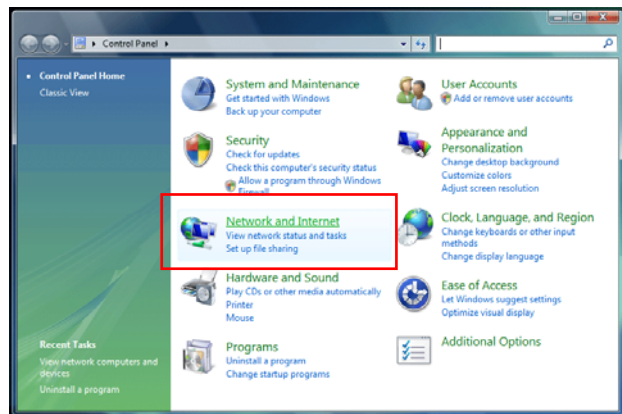 Control Panel
Control Panel Home
Classic View
System and Maintenance
Get started with Windows
Back up your computer
Security
Check for updates
Check this computer's security status
Allow a program through Windows
Firewall
Network and Internet
View network status and tasks
Set up file sharing
Hardware and Sound
Play CDs or other media automatically
Printer
Mouse
Programs
Uninstall a program
Change startup programs
User Accounts
Add or remove user accounts
Appearance and
Personalization
Change desktop background
Customize colors
Adjust screen resolution
Clock, Language, and Region
Change keyboards or other input
methods
Change display language
Ease of Access
Let Windows suggest settings
Optimize visual display
Additional Options
Recent Tasks
View network computers and
devices
Uninstall a program